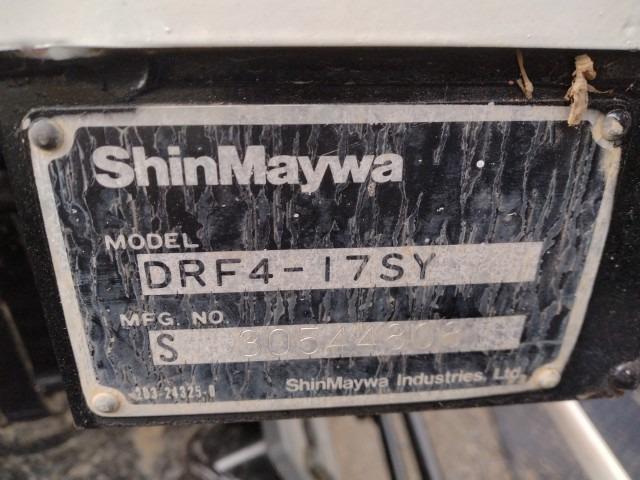 ShinMaywa
MODEL
DRF4-17SY
MFG NO.
S
ShinMaywa Industries, Ltd.